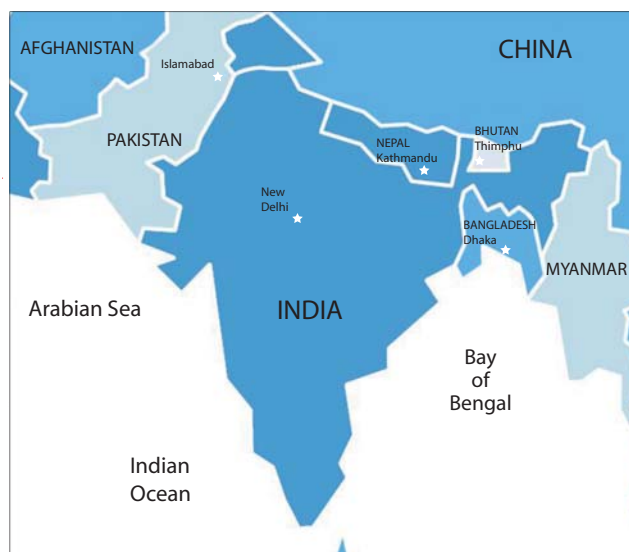 AFGHANISTAN
CHINA
Islamabad
PAKISTAN
NEPAL
Kathmandu
BHUTAN
Thimphu
New
Delhi
BANGLADESH
Dhaka
MYANMAR
Arabian Sea
INDIA
Bay
of
Bengal
Indian
Ocean